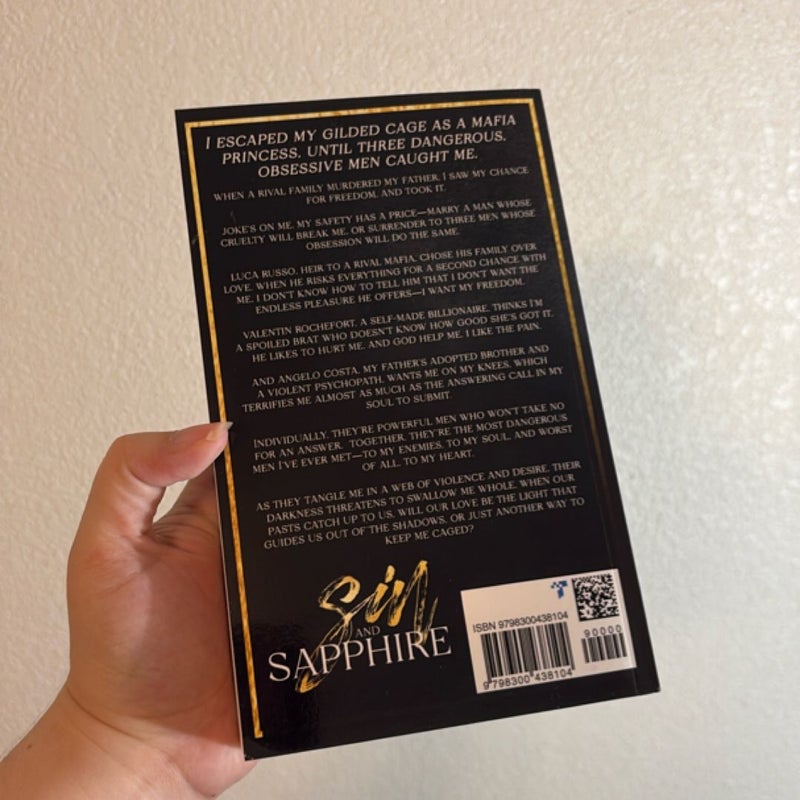 I ESCAPED MY GILDED CAGE AS A MAFIA
PRINCESS. UNTIL THREE DANGEROUS,
OBSESSIVE MEN CAUGHT ME.
WHEN A RIVAL FAMILY MURDERED MY FATHER, I SAW MY CHANCE
FOR FREEDOM. AND TOOK IT.
JOKE'S ON ME. MY SAFETY HAS A PRICE—MARRY A MAN WHOSE
CRUELTY WILL BREAK ME, OR SURRENDER TO THREE MEN WHOSE
OBSESSION WILL DO THE SAME.
LUCA RUSSO, HEIR TO A RIVAL MAFIA, CHOSE HIS FAMILY OVER
LOVE. WHEN HE RISKS EVERYTHING FOR A SECOND CHANCE WITH
ME, I DON'T KNOW HOW TO TELL HIM THAT I DON'T WANT THE
ENDLESS PLEASURE HE OFFERS—I WANT MY FREEDOM.
VALENTIN ROCHEFORT, A SELF-MADE BILLIONAIRE, THINKS I'M
A SPOILED BRAT WHO DOESN'T KNOW HOW GOOD SHE'S GOT IT.
HE LIKES TO HURT ME, AND GOD HELP ME, I LIKE THE PAIN.
AND ANGELO COSTA, MY FATHER'S ADOPTED BROTHER AND
A VIOLENT PSYCHOPATH, WANTS ME ON MY KNEES, WHICH
TERRIFIES ME ALMOST AS MUCH AS THE ANSWERING CALL IN MY
SOUL TO SUBMIT.
INDIVIDUALLY, THEY'RE POWERFUL MEN WHO WON'T TAKE NO
FOR AN ANSWER. TOGETHER, THEY'RE THE MOST DANGEROUS
MEN I'VE EVER MET—TO MY ENEMIES, TO MY SOUL, AND WORST
OF ALL, TO MY HEART.
AS THEY TANGLE ME IN A WEB OF VIOLENCE AND DESIRE, THEIR
DARKNESS THREATENS TO SWALLOW ME WHOLE. WHEN OUR
PASTS CATCH UP TO US, WILL OUR LOVE BE THE LIGHT THAT
GUIDES US OUT OF THE SHADOWS, OR JUST ANOTHER WAY TO
KEEP ME CAGED?
Sin
AND
SAPPHIRE
ISBN 9798300438104
90000
9 798300 438104